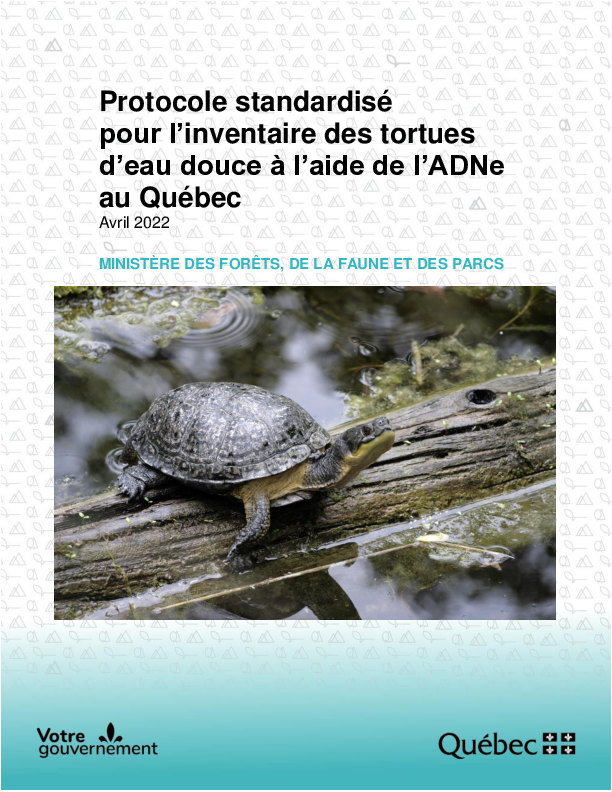 Protocole standardisé
pour l’inventaire des tortues
d’eau douce à l’aide de l’ADNe
au Québec
Avril 2022
MINISTÈRE DES FORÊTS, DE LA FAUNE ET DES PARCS
Votre
gouvernement
Québec